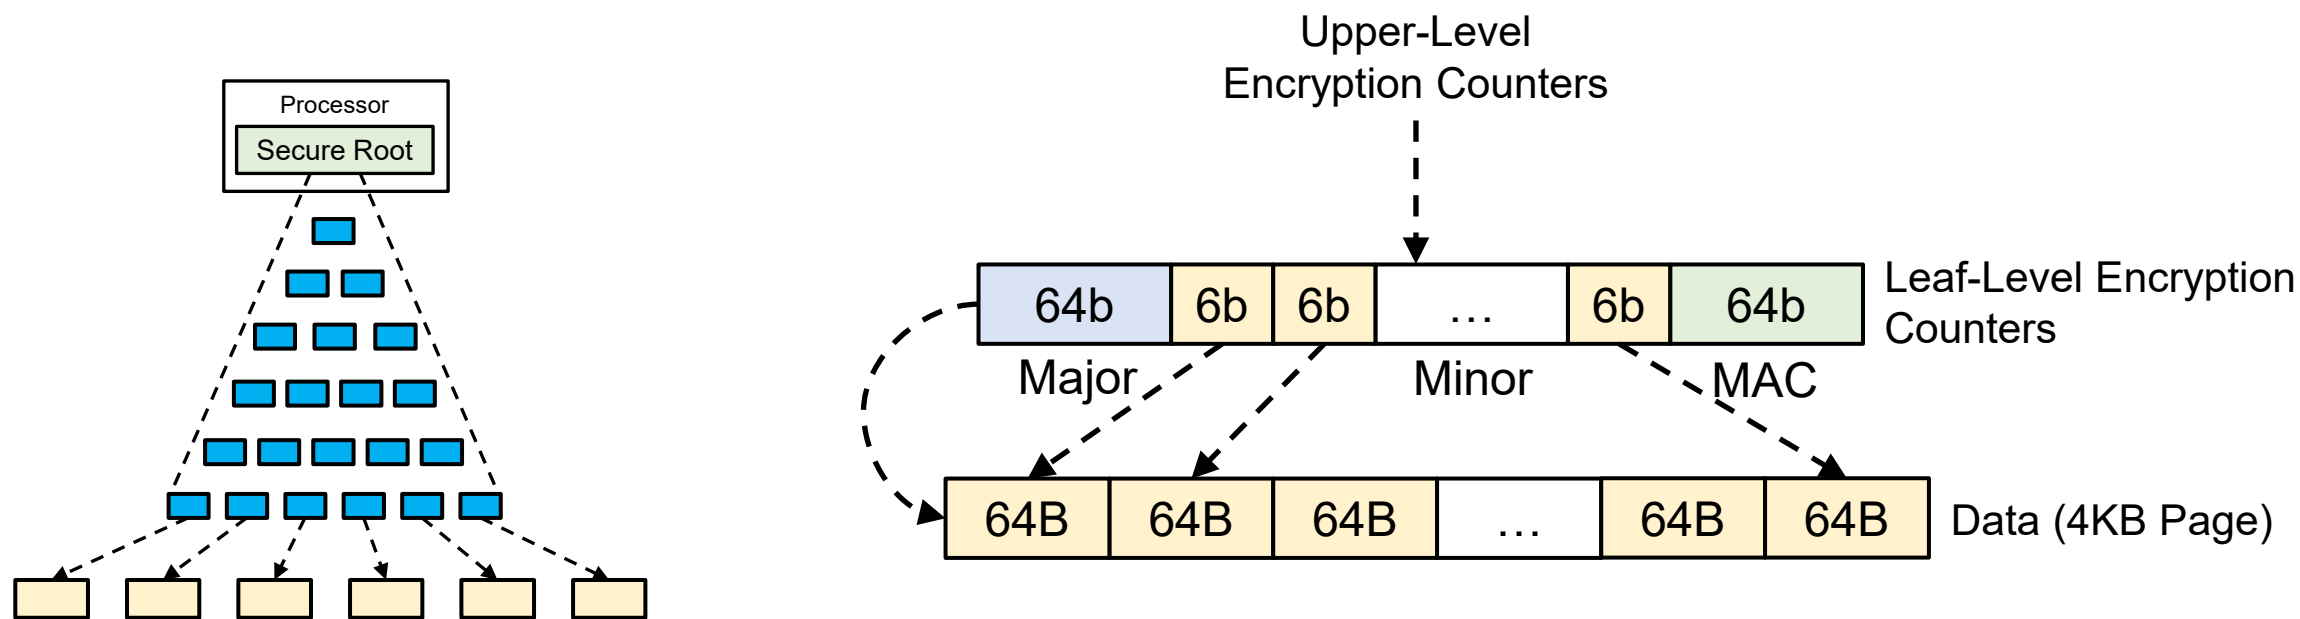 Processor
Secure Root
Upper-Level
Encryption Counters
64b 6b 6b … 6b 64b
Leaf-Level Encryption
Counters
Major Minor MAC
64B 64B 64B … 64B 64B
Data (4KB Page)